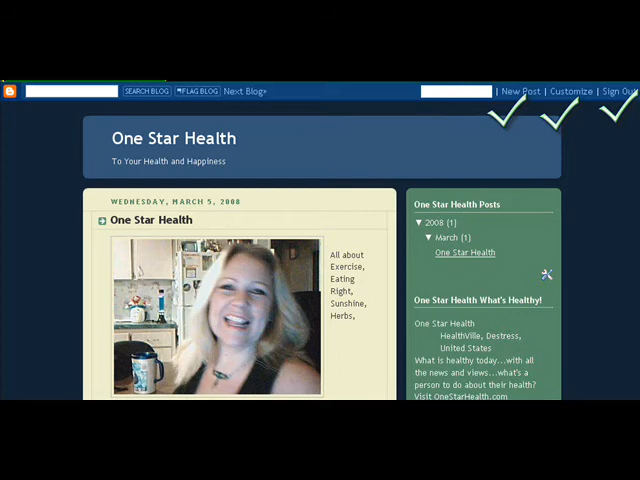 SEARCH BLOG FLAG BLOG Next Blog» | New Post | Customize | Sign Out
One Star Health
To Your Health and Happiness
WEDNESDAY, MARCH 5, 2008
One Star Health
All about
Exercise,
Eating
Right,
Sunshine,
Herbs,
One Star Health Posts
▼ 2008 (1)
▼ March (1)
One Star Health
One Star Health What's Healthy!
One Star Health
HealthVille, Destress,
United States
What is healthy today...with all
the news and views...what's a
person to do about their health?
Visit OneStarHealth.com